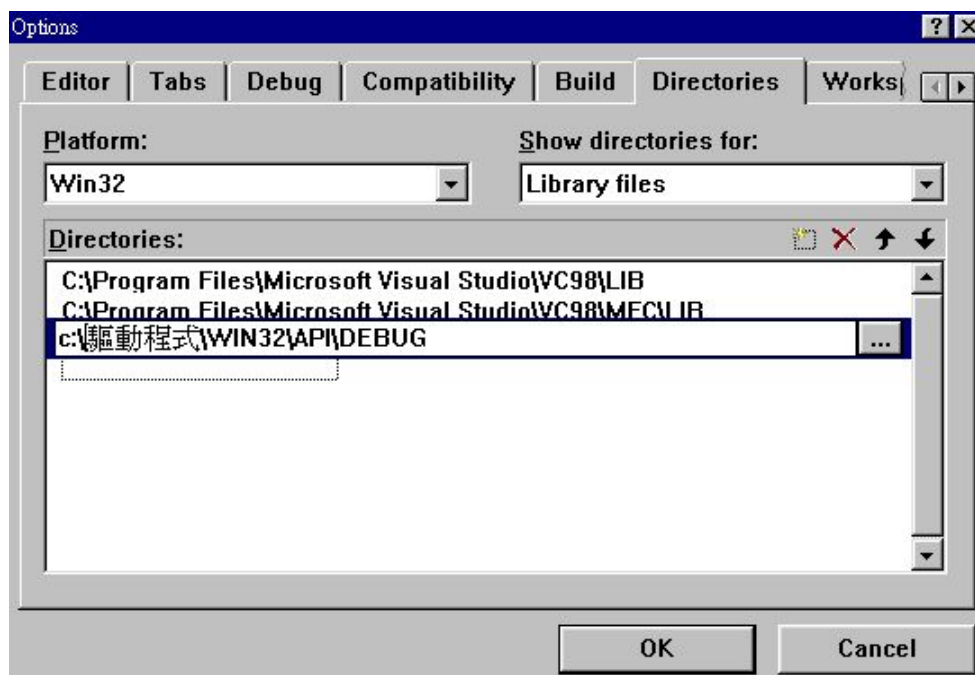 Options
Editor Tabs Debug Compatibility Build Directories Works
Platform: Show directories for:
Win32 Library files
Directories:
C:\Program Files\Microsoft Visual Studio\VC98\LIB
C:\Program Files\Microsoft Visual Studio\VC98\MFC\LIB
c:\驅動程式\WIN32\API\DEBUG
...
OK Cancel